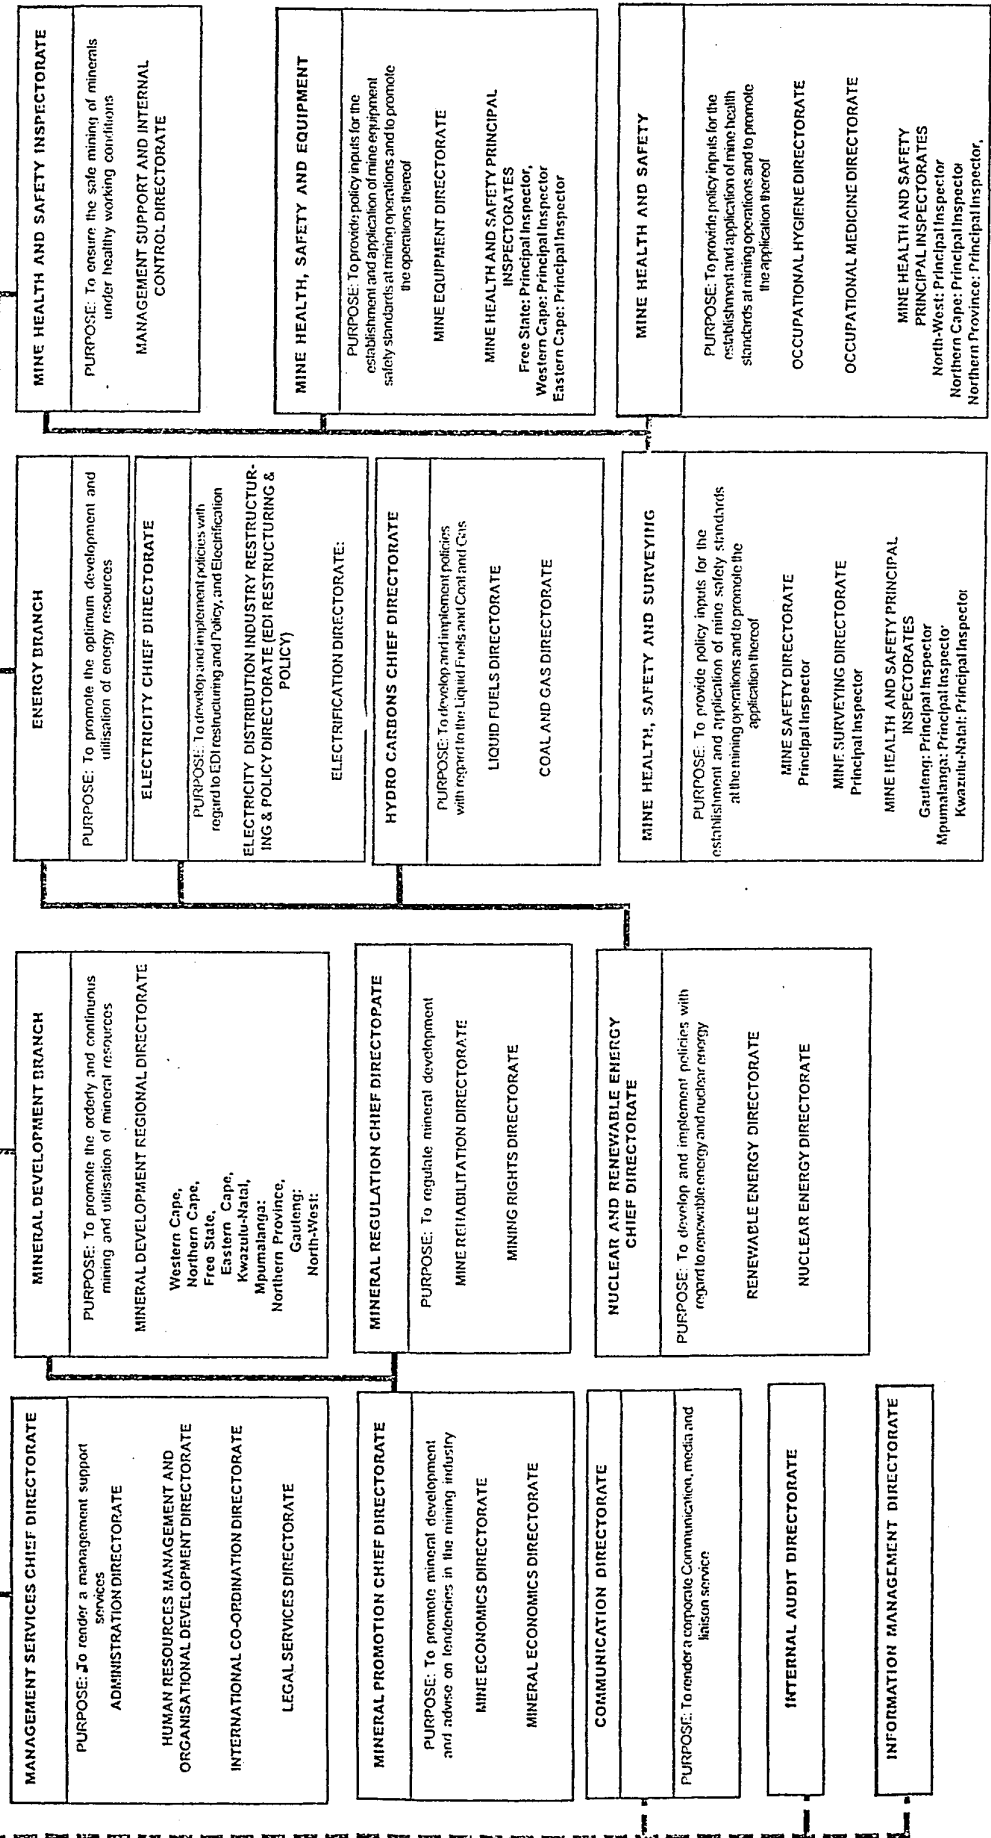 MANAGEMENT SERVICES CHIEF DIRECTORATE
PURPOSE: To render a management support
services
ADMINISTRATION DIRECTORATE
HUMAN RESOURCES MANAGEMENT AND
ORGANISATIONAL DEVELOPMENT DIRECTORATE
INTERNATIONAL CO-ORDINATION DIRECTORATE
LEGAL SERVICES DIRECTORATE
MINERAL PROMOTION CHIEF DIRECTORATE
PURPOSE: To promote mineral development
and advise on tendencies in the mining industry
MINE ECONOMICS DIRECTORATE
MINERAL ECONOMICS DIRECTORATE
COMMUNICATION DIRECTORATE
PURPOSE: To render a corporate Communication, media and
liaison service
INTERNAL AUDIT DIRECTORATE
INFORMATION MANAGEMENT DIRECTORATE
MINERAL DEVELOPMENT BRANCH
PURPOSE: To promote the orderly and continuous
mining and utilisation of mineral resources
MINERAL DEVELOPMENT REGIONAL DIRECTORATE
Western Cape,
Northern Cape,
Free State,
Eastern Cape,
Kwazulu-Natal,
Mpumalanga:
Northern Province,
Gauteng:
North-West:
MINERAL REGULATION CHIEF DIRECTOPATE
PURPOSE: To regulate mineral development
MINE REHABILITATION DIRECTORATE
MINING RIGHTS DIRECTORATE
NUCLEAR AND RENEWABLE ENERGY
CHIEF DIRECTORATE
PURPOSE: To develop and implement policies with
regard to renewable energy and nuclear energy
RENEWABLE ENERGY DIRECTORATE
NUCLEAR ENERGY DIRECTORATE
ENERGY BRANCH
PURPOSE: To promote the optimum development and
utilisation of energy resources
ELECTRICITY CHIEF DIRECTORATE
PURPOSE: To develop and implement policies with
regard to EDI restructuring and Policy, and Electrification
ELECTRICITY DISTRIBUTION INDUSTRY RESTRUCTUR-
ING & POLICY DIRECTORATE (EDI RESTRUCTURING &
POLICY)
ELECTRIFICATION DIRECTORATE:
HYDRO CARBONS CHIEF DIRECTORATE
PURPOSE: To develop and implement policies
with regard to the Liquid Fuels and Coal and Gas
LIQUID FUELS DIRECTORATE
COAL AND GAS DIRECTORATE
MINE HEALTH, SAFETY AND SURVEYING
PURPOSE: To provide policy inputs for the
establishment and application of mine safety standards
at the mining operations and to promote the
application thereof
MINE SAFETY DIRECTORATE
Principal Inspector
MINE SURVEYING DIRECTORATE
Principal Inspector
MINE HEALTH AND SAFETY PRINCIPAL
INSPECTORATES
Gauteng: Principal Inspector
Mpumalanga: Principal Inspector
Kwazulu-Natal: Principal Inspector
MINE HEALTH AND SAFETY INSPECTORATE
PURPOSE: To ensure the safe mining of minerals
under healthy working conditions
MANAGEMENT SUPPORT AND INTERNAL
CONTROL DIRECTORATE
MINE HEALTH, SAFETY AND EQUIPMENT
PURPOSE: To provide policy inputs for the
establishment and application of mine equipment
safety standards at mining operations and to promote
the operations thereof
MINE EQUIPMENT DIRECTORATE
MINE HEALTH AND SAFETY PRINCIPAL
INSPECTORATES
Free State: Principal Inspector,
Western Cape: Principal Inspector
Eastern Cape: Principal Inspector
MINE HEALTH AND SAFETY
PURPOSE: To provide policy inputs for the
establishment and application of mine health
standards at mining operations and to promote
the application thereof
OCCUPATIONAL HYGIENE DIRECTORATE
OCCUPATIONAL MEDICINE DIRECTORATE
MINE HEALTH AND SAFETY
PRINCIPAL INSPECTORATES
North-West: Principal Inspector
Northern Cape: Principal Inspector
Northern Province: Principal Inspector,